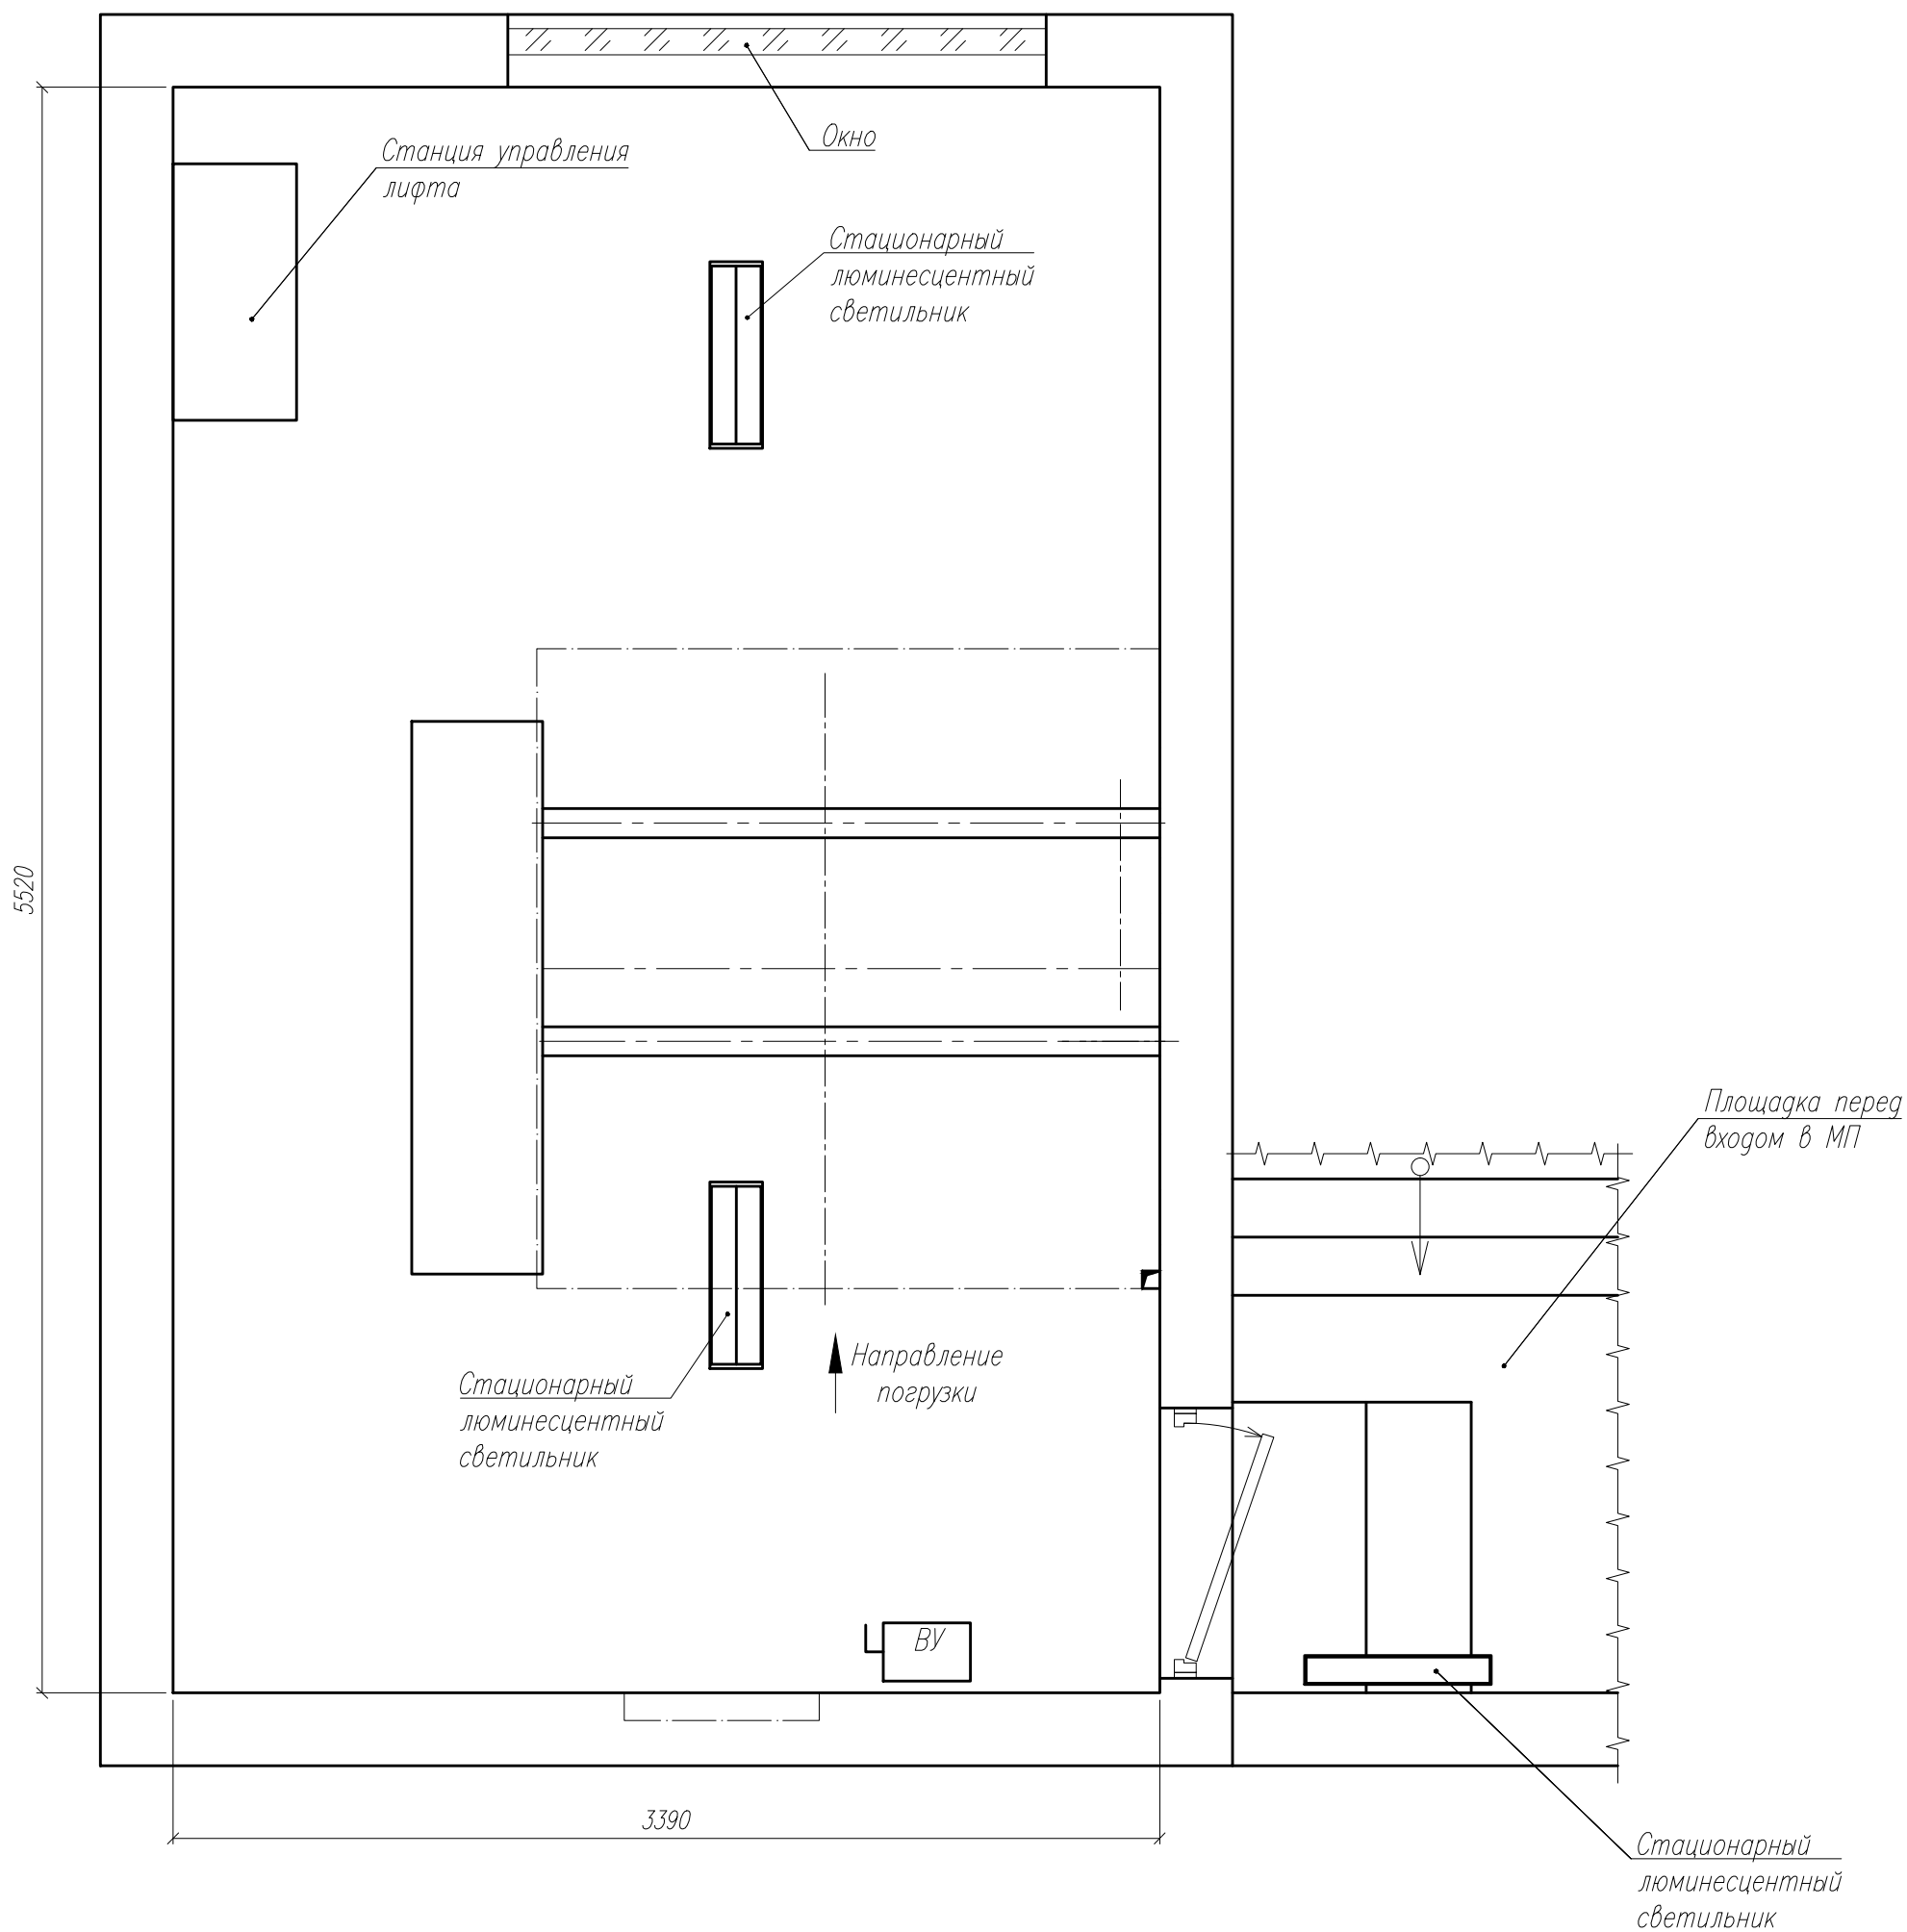 Окно
Станция управления
лифта
Стационарный
люминесцентный
светильник
5520
Площадка перед
входом в МП
Направление
погрузки
Стационарный
люминесцентный
светильник
ВУ
3390
Стационарный
люминесцентный
светильник